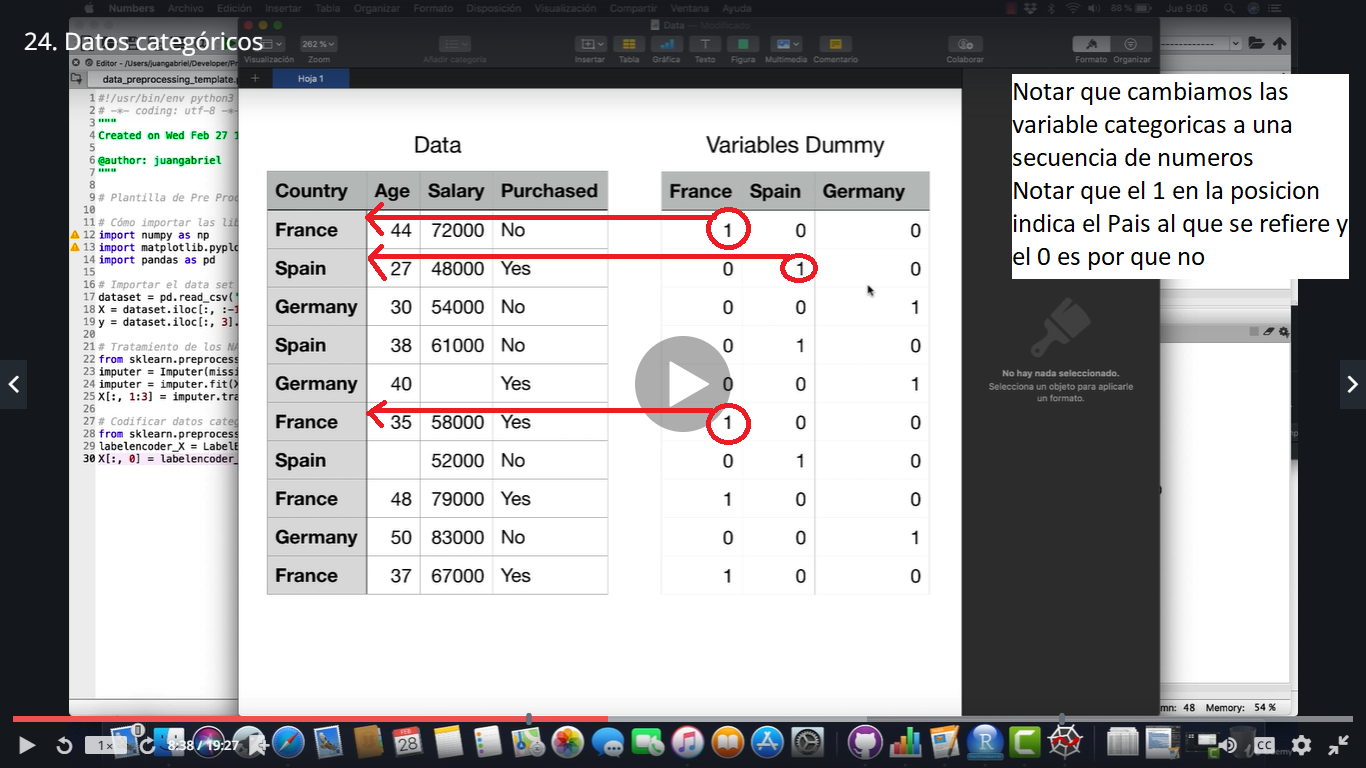 Numbers Archivo Edición Insertar Tabla Organizar Formato Disposición Visualización Compartir Ventana Ayuda
88 % Jue 9:06
24. Datos categóricos
Data — Modificado
262 %
Visualización Zoom Añadir categoría Insertar Tabla Gráfica Texto Figura Multimedia Comentario Colaborar Formato Organizar
Editor - /Users/juangabriel/Developer/Pr
data_preprocessing_template.
Hoja 1
1 #!/usr/bin/env python3
2 # -*- coding: utf-8 -*-
3 """
4 Created on Wed Feb 27 1
5
6 @author: juangabriel
7 """
8
9 # Plantilla de Pre Proc
10
11 # Cómo importar las lib
12 import numpy as np
13 import matplotlib.pyplo
14 import pandas as pd
15
16 # Importar el data set
17 dataset = pd.read_csv('
18 X = dataset.iloc[:, :-1
19 y = dataset.iloc[:, 3].
20
21 # Tratamiento de los NA
22 from sklearn.preprocess
23 imputer = Imputer(missi
24 imputer = imputer.fit(X
25 X[:, 1:3] = imputer.tra
26
27 # Codificar datos categ
28 from sklearn.preprocess
29 labelencoder_X = LabelE
30 X[:, 0] = labelencoder_
Data
Country Age Salary Purchased
France 44 72000 No
Spain 27 48000 Yes
Germany 30 54000 No
Spain 38 61000 No
Germany 40 Yes
France 35 58000 Yes
Spain 52000 No
France 48 79000 Yes
Germany 50 83000 No
France 37 67000 Yes
Variables Dummy
France Spain Germany
1 0 0
0 1 0
0 0 1
0 1 0
0 0 1
1 0 0
0 1 0
1 0 0
0 0 1
1 0 0
Notar que cambiamos las
variable categoricas a una
secuencia de numeros
Notar que el 1 en la posicion
indica el Pais al que se refiere y
el 0 es por que no
No hay nada seleccionado.
Selecciona un objeto para aplicarle
un formato.
mn: 48 Memory: 54 %
1x 8:38 / 19:27
FEB
28
CC